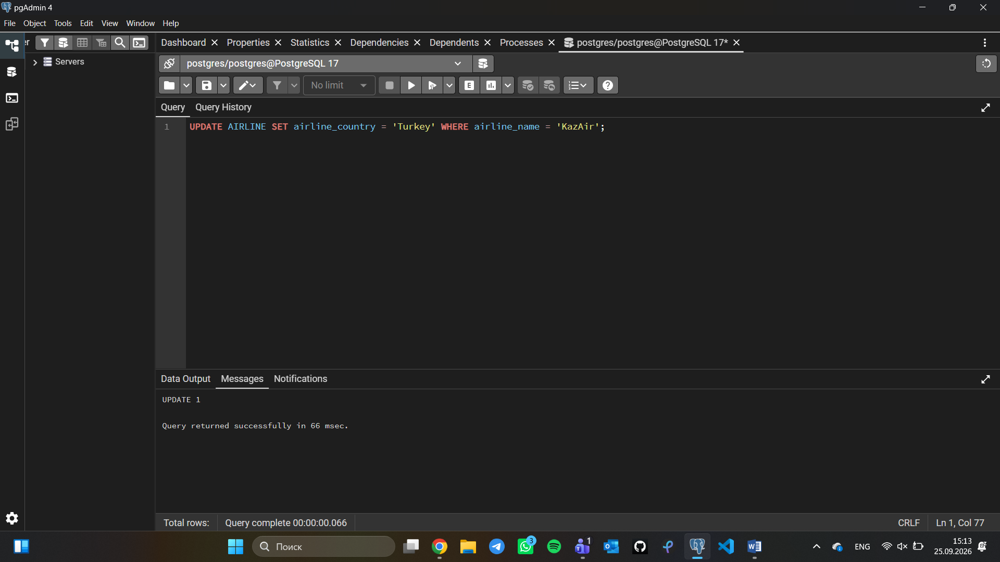 pgAdmin 4
File Object Tools Edit View Window Help
er
Dashboard Properties Statistics Dependencies Dependents Processes postgres/postgres@PostgreSQL 17*
Servers
postgres/postgres@PostgreSQL 17
No limit
E
Query Query History
1 UPDATE AIRLINE SET airline_country = 'Turkey' WHERE airline_name = 'KazAir';
Data Output Messages Notifications
UPDATE 1
Query returned successfully in 66 msec.
Total rows: Query complete 00:00:00.066 CRLF Ln 1, Col 77
Поиск
3
1
ENG
15:13
25.09.2026